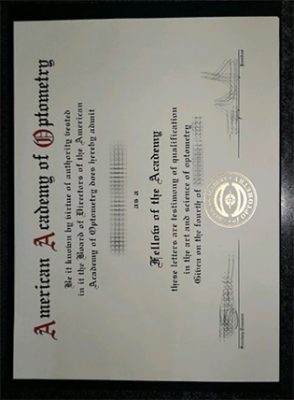 American Academy of Optometry
Be it known by virtue of authority vested
in it the Board of Directors of the American
Academy of Optometry does hereby admit
as a
Fellow of the Academy
these letters are testimony of qualification
in the art and science of optometry
Given on the fourth of